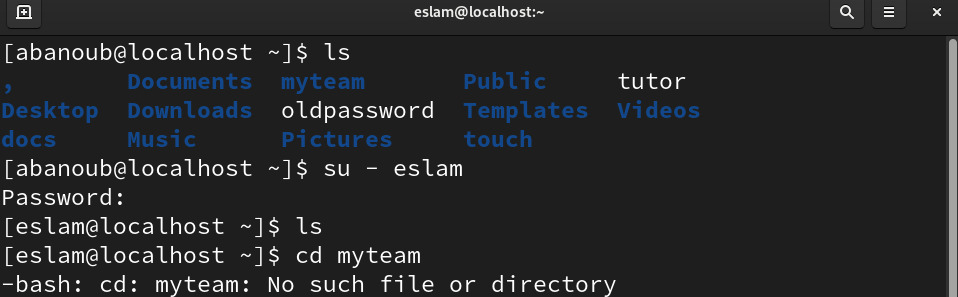 eslam@localhost:~
[abanoub@localhost ~]$ ls
, Documents myteam Public tutor
Desktop Downloads oldpassword Templates Videos
docs Music Pictures touch
[abanoub@localhost ~]$ su - eslam
Password:
[eslam@localhost ~]$ ls
[eslam@localhost ~]$ cd myteam
-bash: cd: myteam: No such file or directory